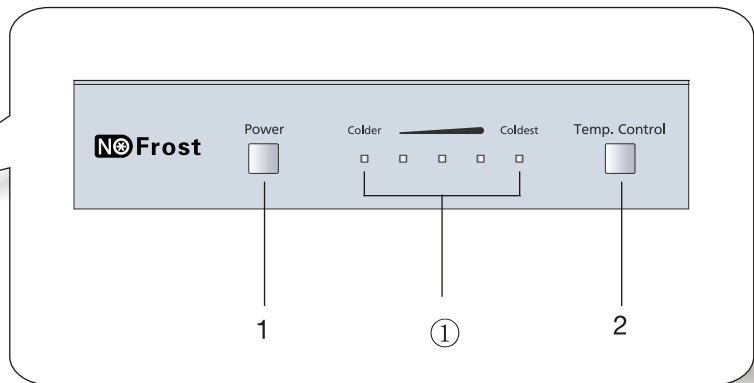 NO Frost
Power
Colder
Coldest
Temp. Control
1
①
2